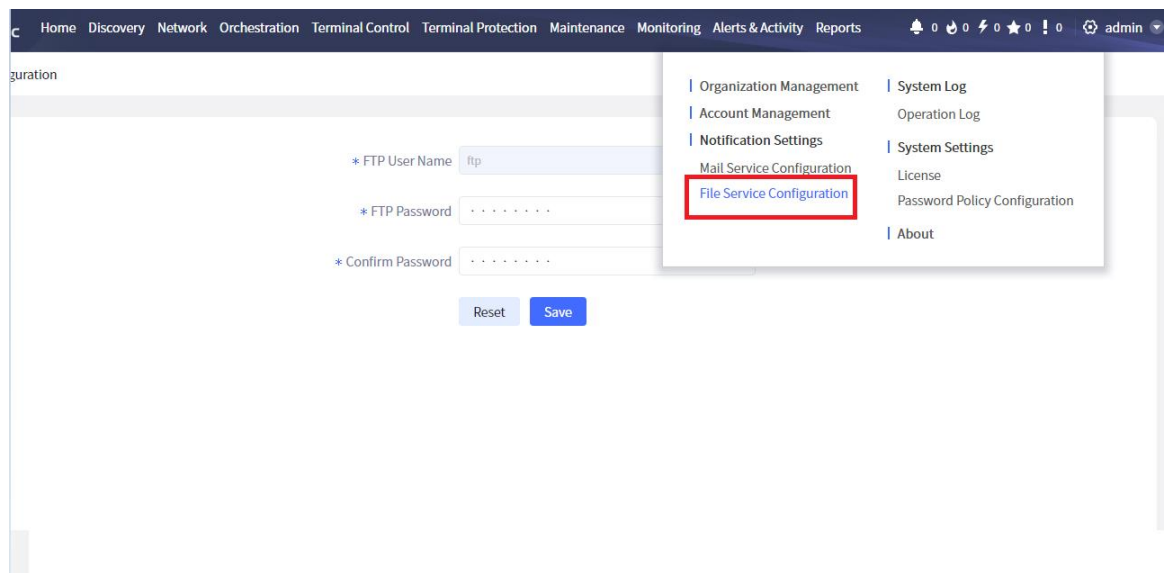 c Home Discovery Network Orchestration Terminal Control Terminal Protection Maintenance Monitoring Alerts & Activity Reports 0 0 0 0 0 admin
guration
Organization Management
Account Management
Notification Settings
Mail Service Configuration
File Service Configuration
System Log
Operation Log
System Settings
License
Password Policy Configuration
About
* FTP User Name ftp
* FTP Password ········
* Confirm Password ········
Reset Save